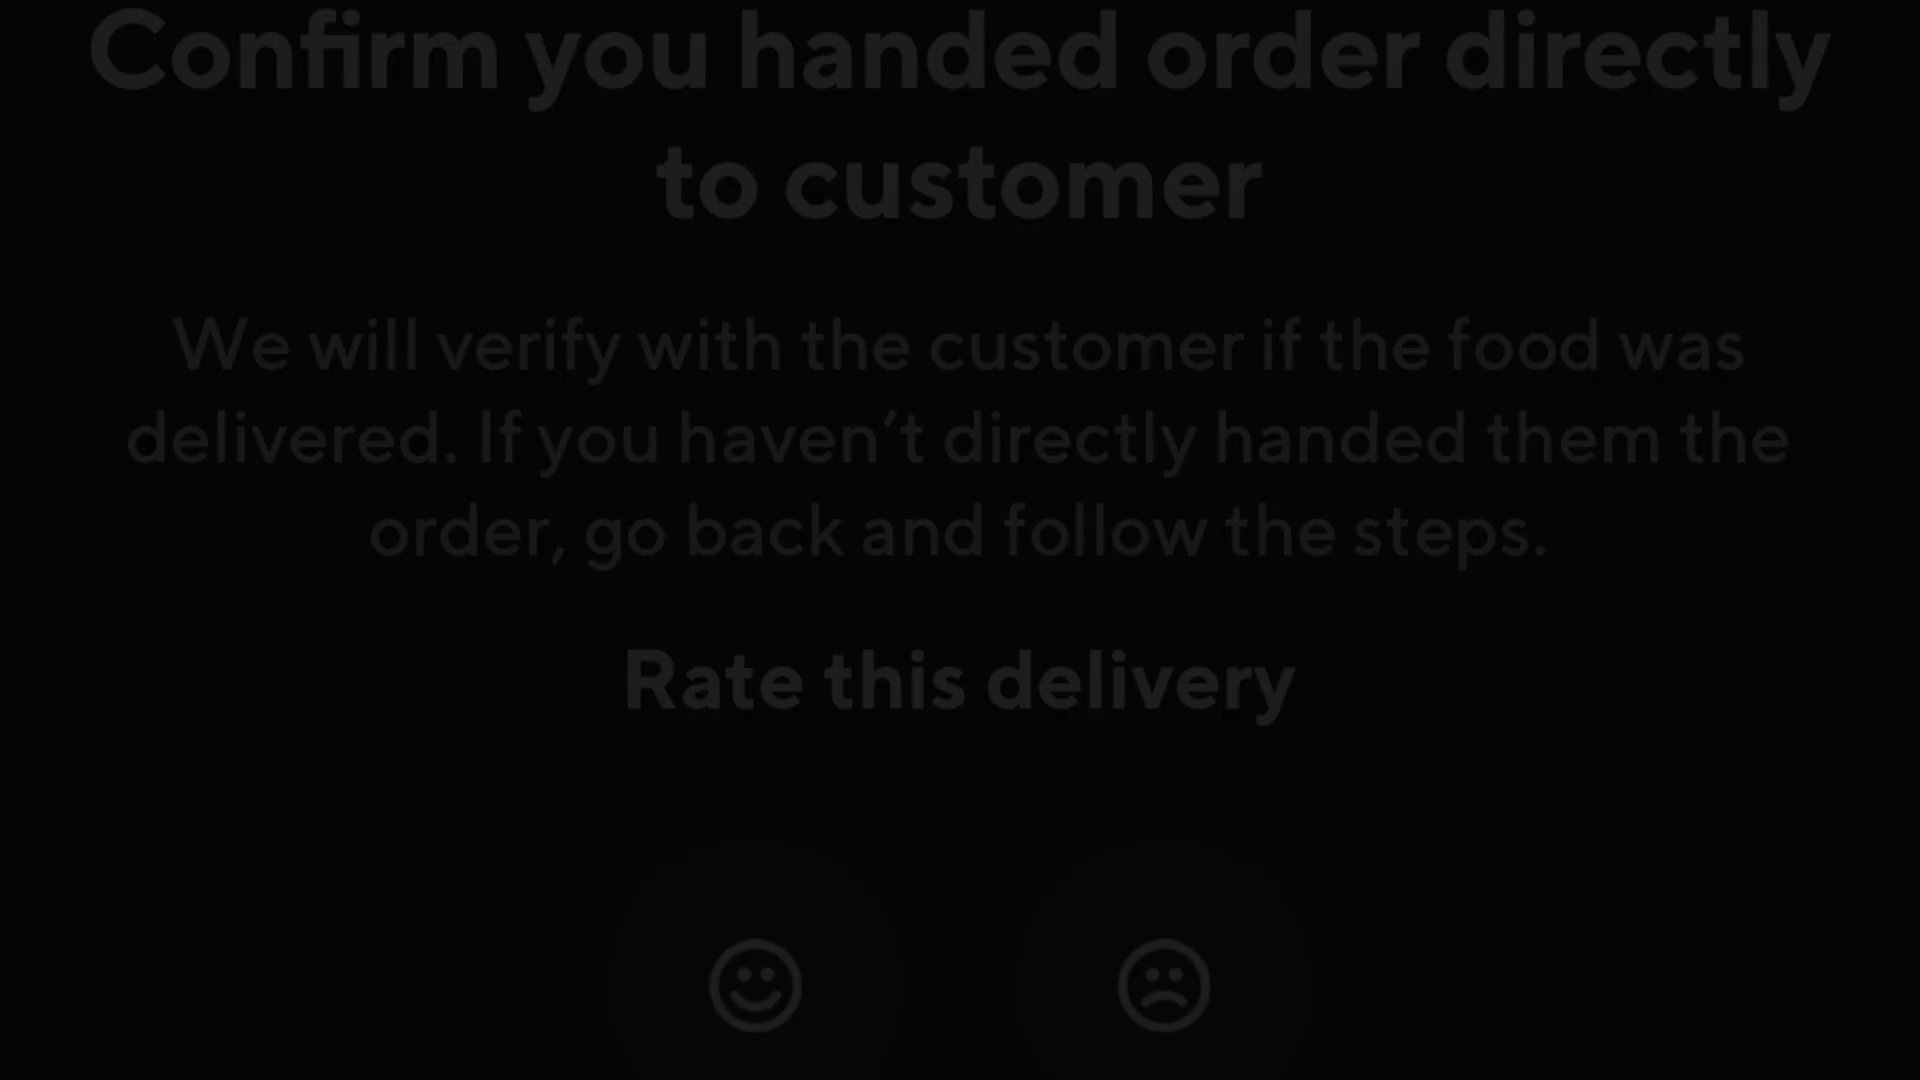 Confirm you handed order directly
to customer
We will verify with the customer if the food was
delivered. If you haven’t directly handed them the
order, go back and follow the steps.
Rate this delivery